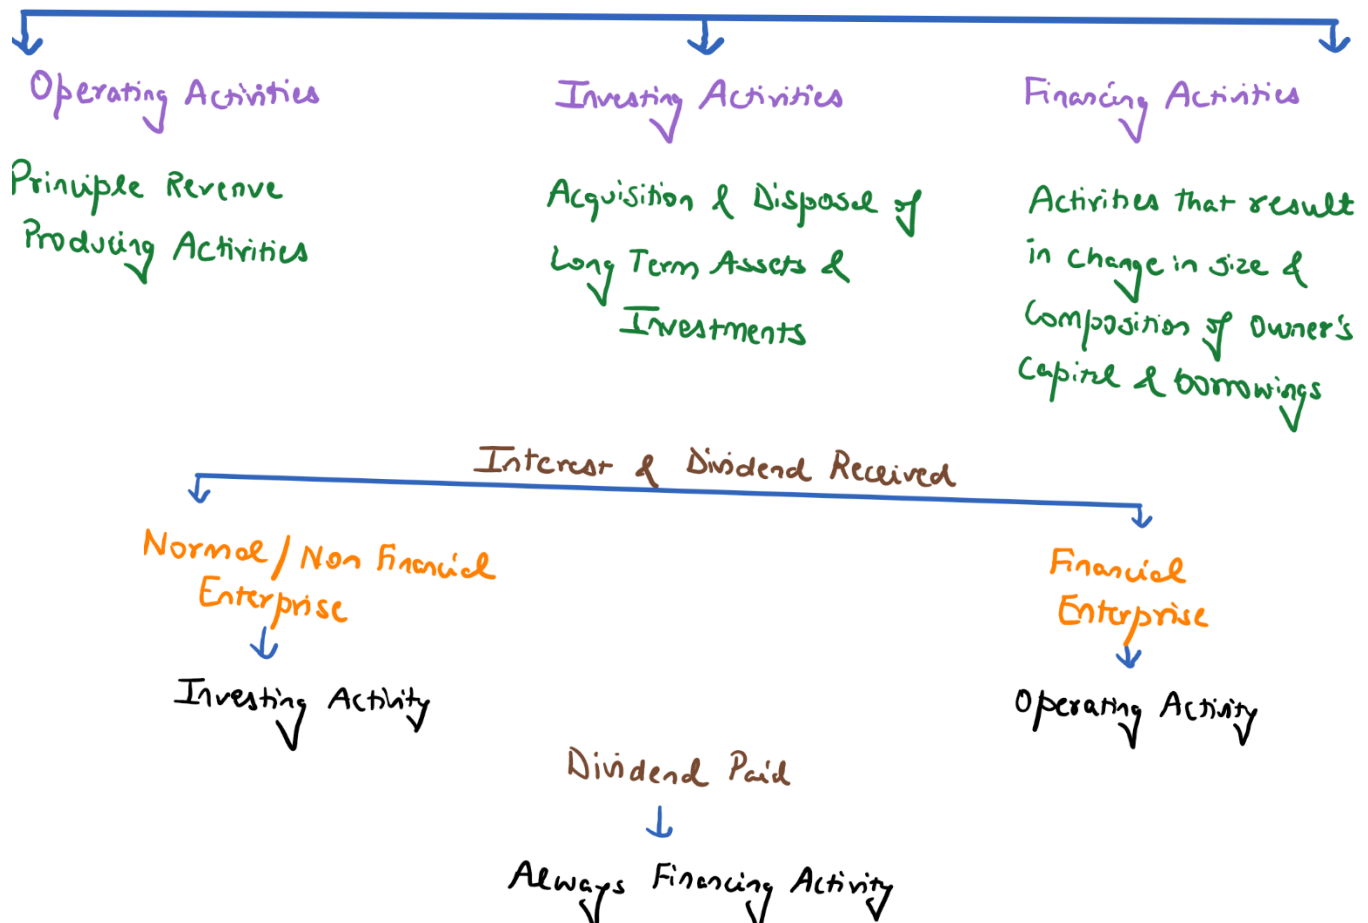 Operating Activities
Investing Activities
Financing Activities
Principle Revenue
Producing Activities
Acquisition & Disposal of
Long Term Assets &
Investments
Activities that result
in change in size &
Composition of Owner's
Capital & borrowings
Interest & Dividend Received
Normal / Non Financial
Enterprise
Investing Activity
Financial
Enterprise
Operating Activity
Dividend Paid
Always Financing Activity